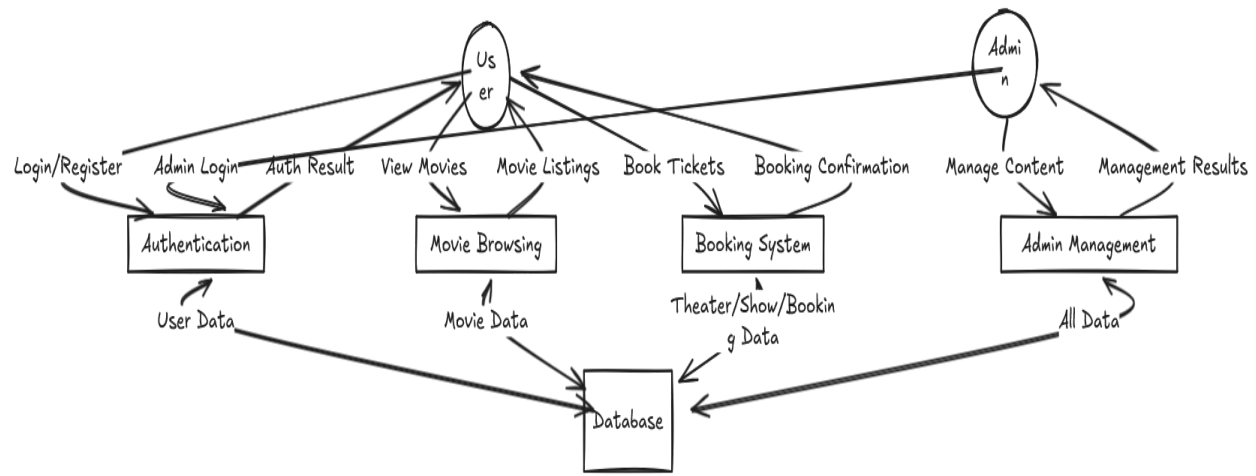 Us
er
Admi
n
Login/Register
Admin Login
Auth Result
View Movies
Movie Listings
Book Tickets
Booking Confirmation
Manage Content
Management Results
Authentication
Movie Browsing
Booking System
Admin Management
User Data
Movie Data
Theater/Show/Bookin
g Data
All Data
Database